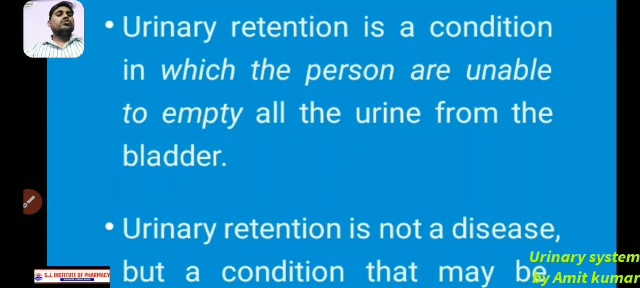 • Urinary retention is a condition
in which the person are unable
to empty all the urine from the
bladder.
• Urinary retention is not a disease,
but a condition that may be
Urinary system
by Amit kumar
S.J. INSTITUTE OF PHARMACY